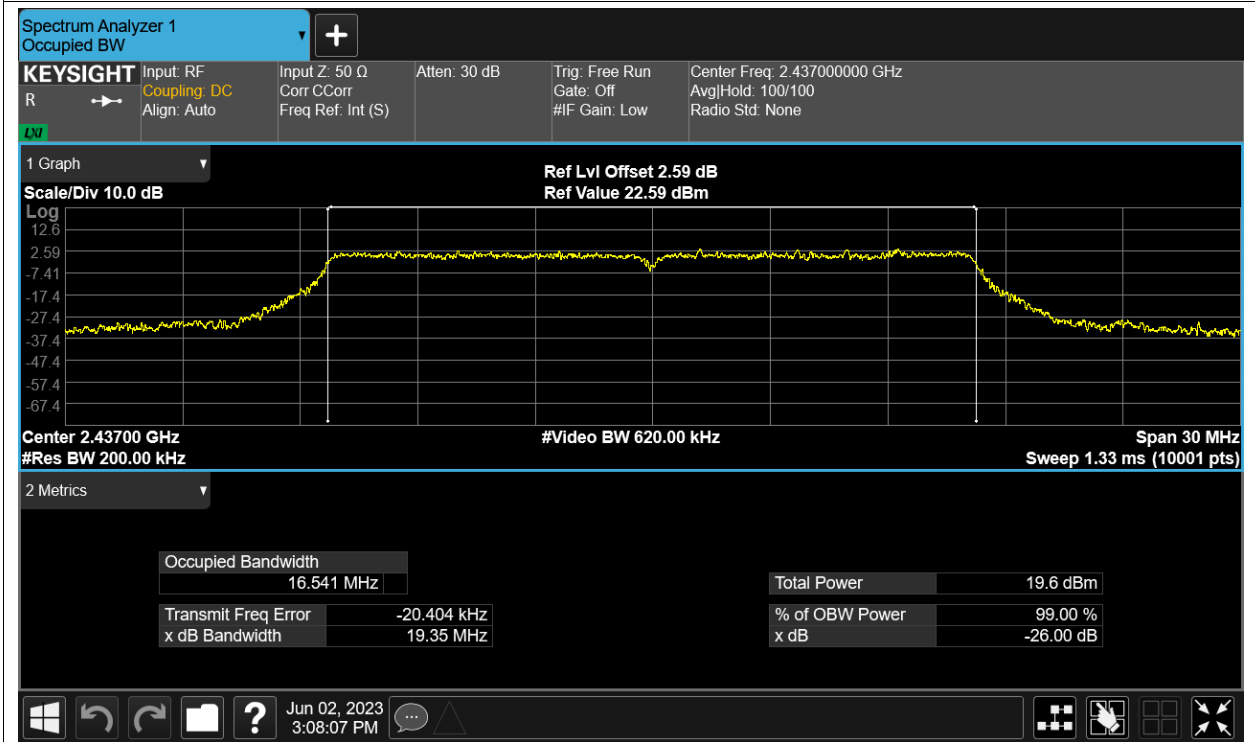 Spectrum Analyzer 1
Occupied BW
KEYSIGHT
R
LXI
Input: RF
Coupling: DC
Align: Auto
Input Z: 50 Ω
Corr CCorr
Freq Ref: Int (S)
Atten: 30 dB
Trig: Free Run
Gate: Off
#IF Gain: Low
Center Freq: 2.437000000 GHz
Avg|Hold: 100/100
Radio Std: None
1 Graph
Scale/Div 10.0 dB
Ref Lvl Offset 2.59 dB
Ref Value 22.59 dBm
Log
12.6
2.59
-7.41
-17.4
-27.4
-37.4
-47.4
-57.4
-67.4
Center 2.43700 GHz
#Video BW 620.00 kHz
Span 30 MHz
#Res BW 200.00 kHz
Sweep 1.33 ms (10001 pts)
2 Metrics
Occupied Bandwidth
16.541 MHz
Transmit Freq Error -20.404 kHz
x dB Bandwidth 19.35 MHz
Total Power 19.6 dBm
% of OBW Power 99.00 %
x dB -26.00 dB
?
Jun 02, 2023
3:08:07 PM